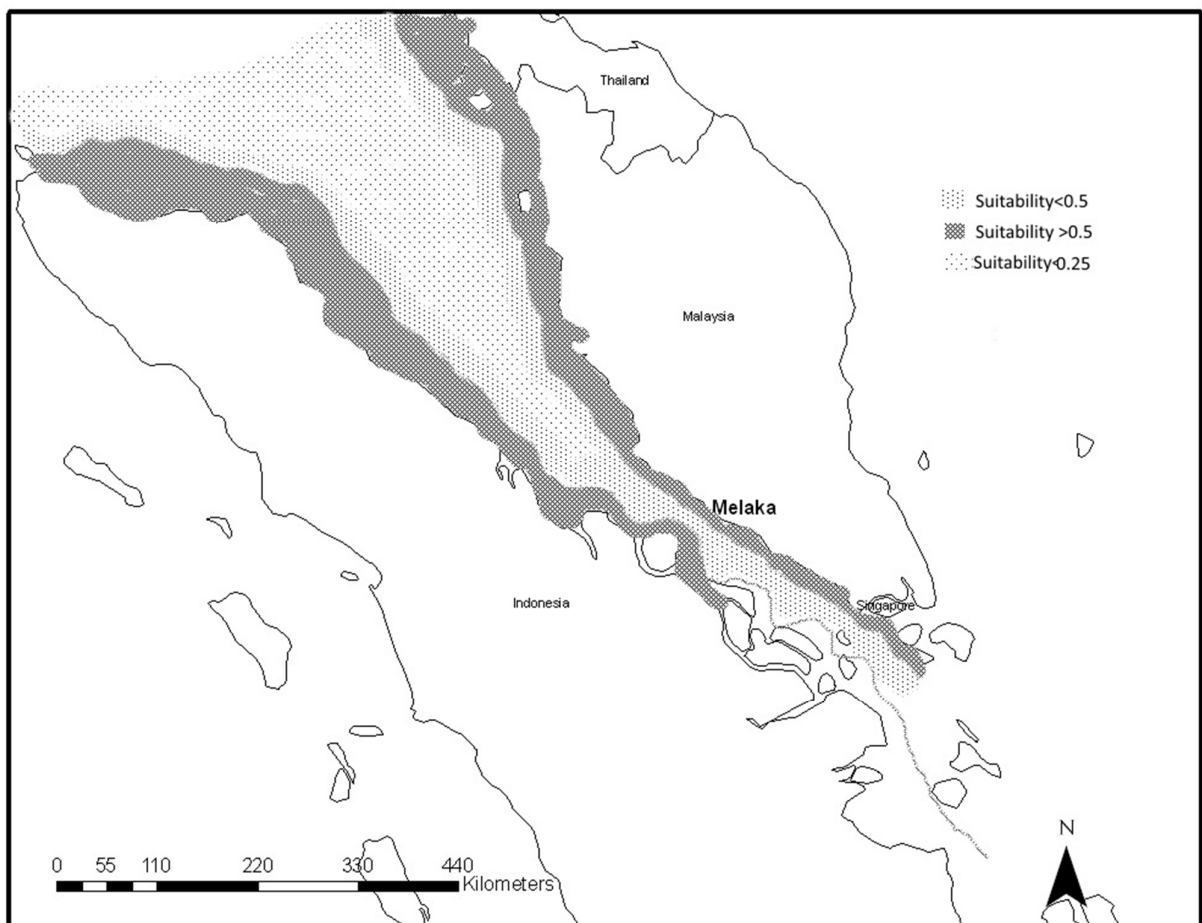 Thailand
Suitability<0.5
Suitability >0.5
Suitability<0.25
Malaysia
Melaka
Indonesia
Singapore
N
0 55 110 220 330 440
Kilometers